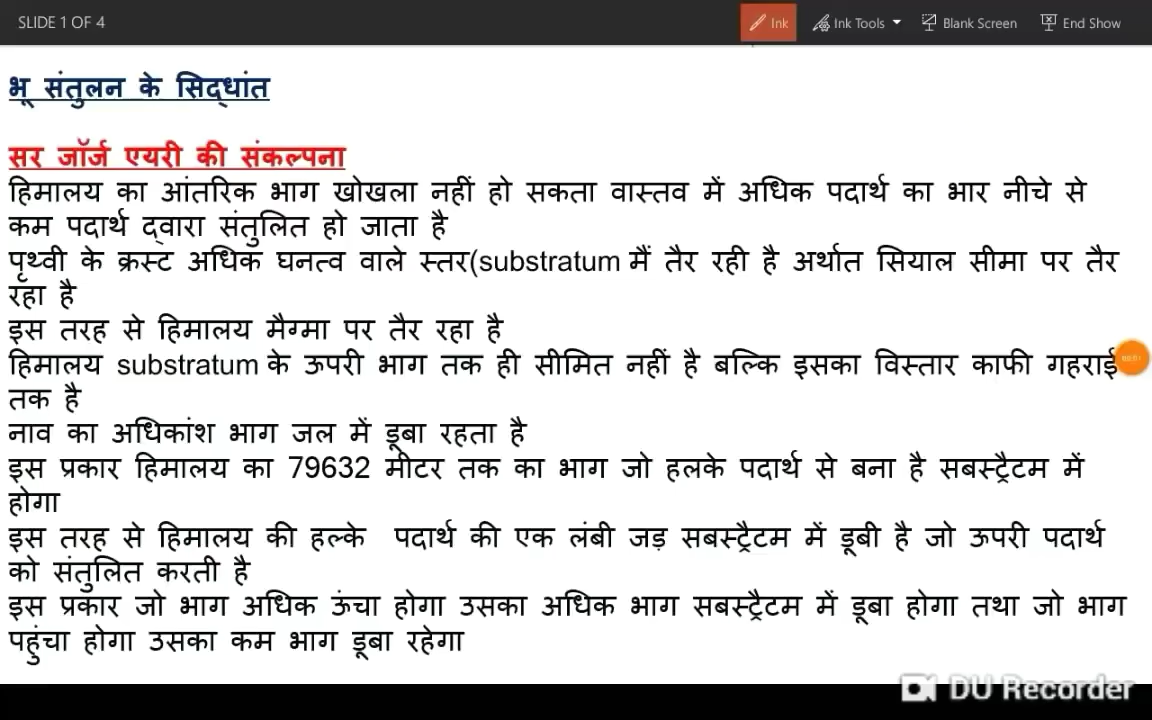 SLIDE 1 OF 4
Ink
Ink Tools
Blank Screen
End Show
भू संतुलन के सिद्धांत
सर जॉर्ज एयरी की संकल्पना
हिमालय का आंतरिक भाग खोखला नहीं हो सकता वास्तव में अधिक पदार्थ का भार नीचे से
कम पदार्थ द्वारा संतुलित हो जाता है
पृथ्वी के क्रस्ट अधिक घनत्व वाले स्तर(substratum मैं तैर रही है अर्थात सियाल सीमा पर तैर
रहा है
इस तरह से हिमालय मैग्मा पर तैर रहा है
हिमालय substratum के ऊपरी भाग तक ही सीमित नहीं है बल्कि इसका विस्तार काफी गहराई
तक है
नाव का अधिकांश भाग जल में डूबा रहता है
इस प्रकार हिमालय का 79632 मीटर तक का भाग जो हलके पदार्थ से बना है सबस्ट्रैटम में
होगा
इस तरह से हिमालय की हल्के पदार्थ की एक लंबी जड़ सबस्ट्रैटम में डूबी है जो ऊपरी पदार्थ
को संतुलित करती है
इस प्रकार जो भाग अधिक ऊंचा होगा उसका अधिक भाग सबस्ट्रैटम में डूबा होगा तथा जो भाग
पहुंचा होगा उसका कम भाग डूबा रहेगा
DU Recorder